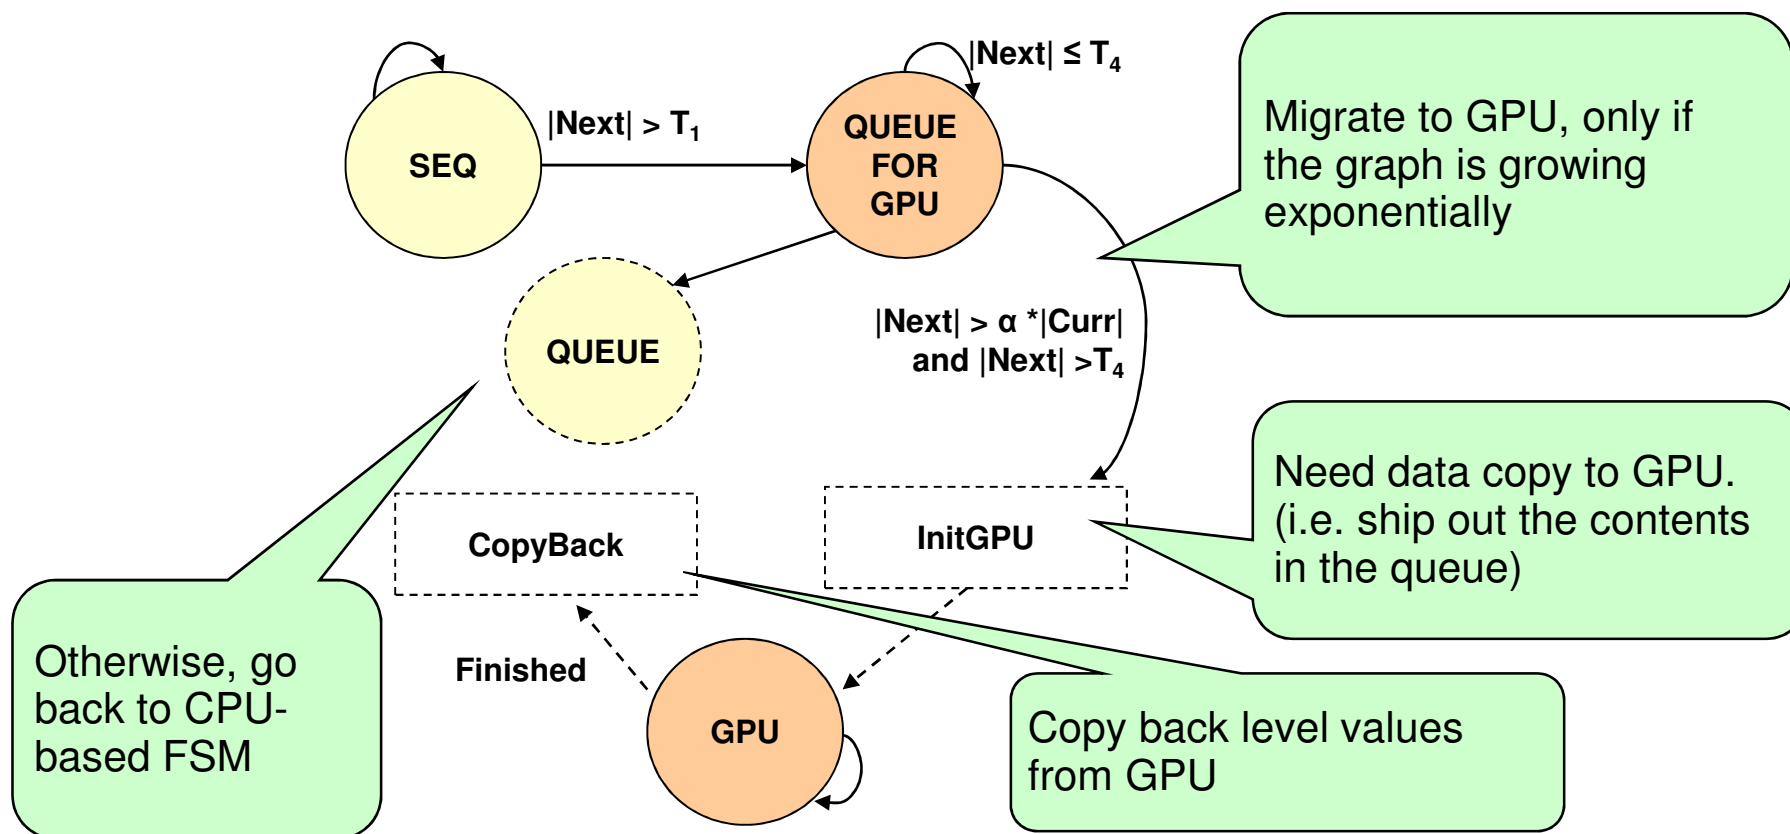 |Next| ≤ T4
|Next| > T1
SEQ
QUEUE
FOR
GPU
Migrate to GPU, only if
the graph is growing
exponentially
QUEUE
|Next| > α *|Curr|
and |Next| >T4
Need data copy to GPU.
(i.e. ship out the contents
in the queue)
CopyBack
InitGPU
Otherwise, go
back to CPU-
based FSM
Finished
GPU
Copy back level values
from GPU